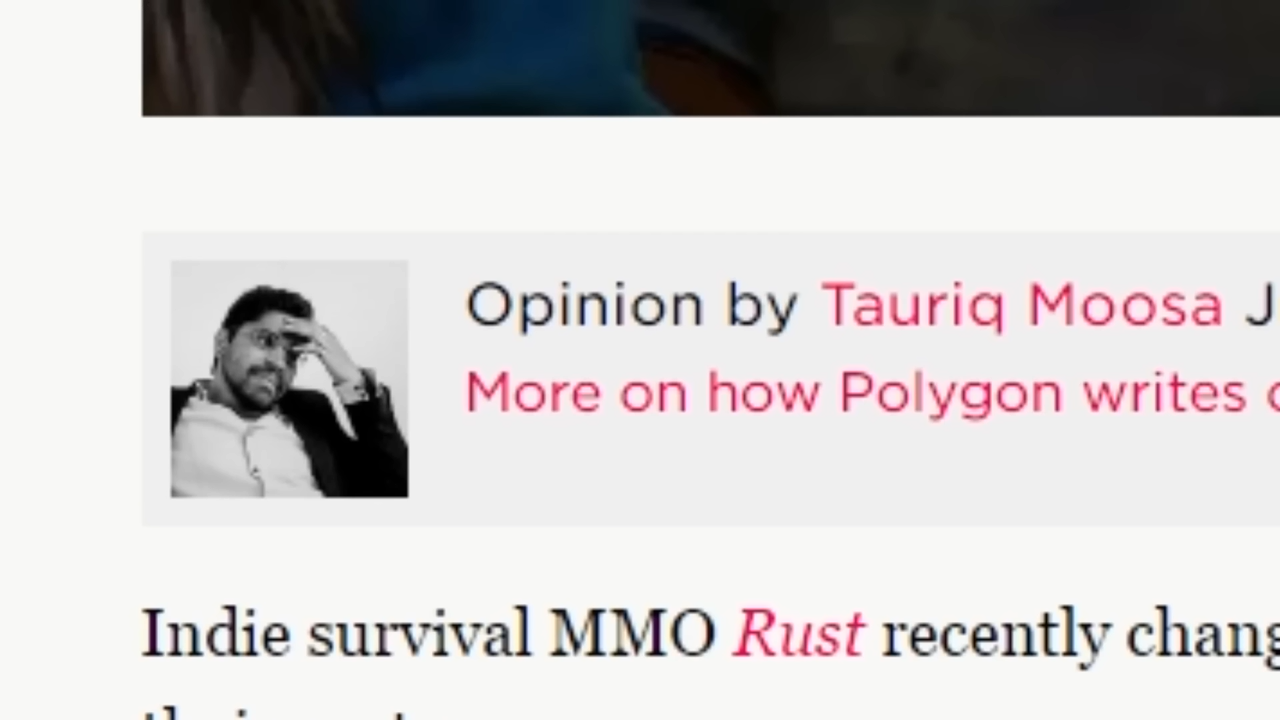 Opinion by Tauriq Moosa J
More on how Polygon writes
Indie survival MMO Rust recently chang